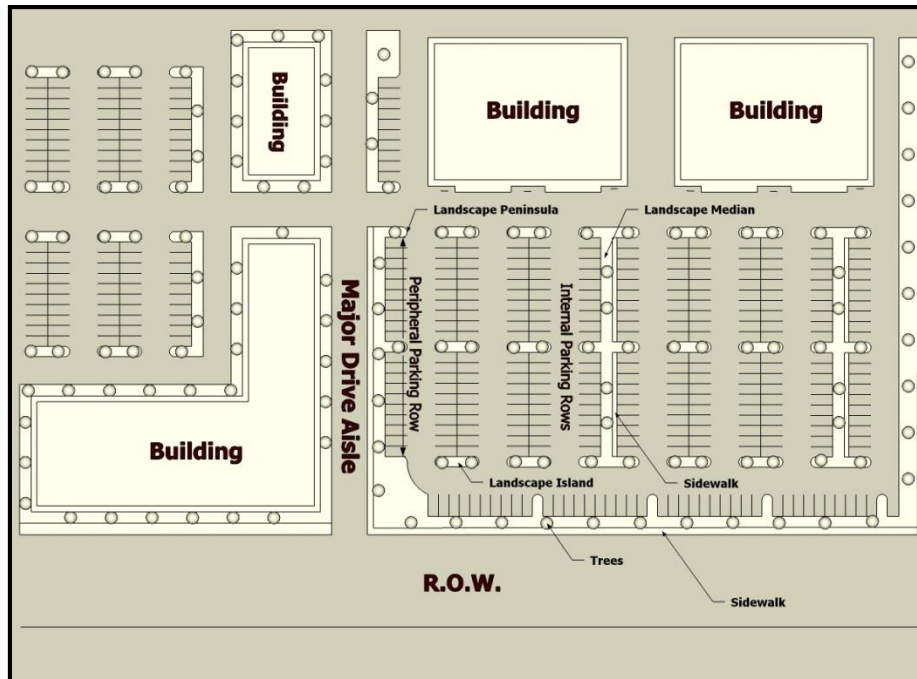 Building
Building
Building
Landscape Peninsula
Landscape Median
Major Drive Aisle
Peripheral Parking Row
Internal Parking Rows
Building
Landscape Island
Sidewalk
Trees
R.O.W.
Sidewalk